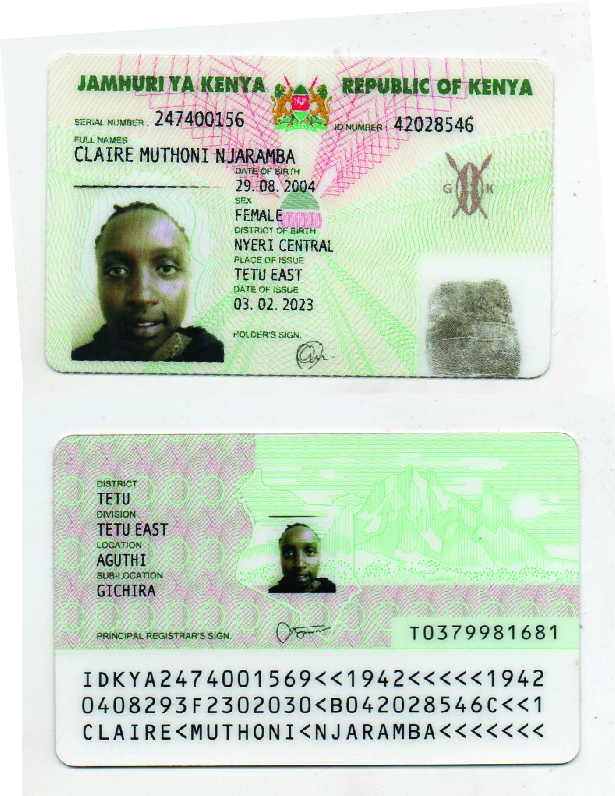 JAMHURI YA KENYA REPUBLIC OF KENYA
SERIAL NUMBER: 247400156 ID NUMBER: 42028546
FULL NAMES
CLAIRE MUTHONI NJARAMBA
DATE OF BIRTH
29. 08. 2004
SEX
FEMALE
DISTRICT OF BIRTH
NYERI CENTRAL
PLACE OF ISSUE
TETU EAST
DATE OF ISSUE
03. 02. 2023
HOLDER'S SIGN.
G K
DISTRICT
TETU
DIVISION
TETU EAST
LOCATION
AGUTHI
SUB-LOCATION
GICHIRA
PRINCIPAL REGISTRAR'S SIGN.
T0379981681
IDKYA2474001569<<1942<<<<<1942
0408293F2302030<B042028546C<<1
CLAIRE<MUTHONI<NJARAMBA<<<<<<<